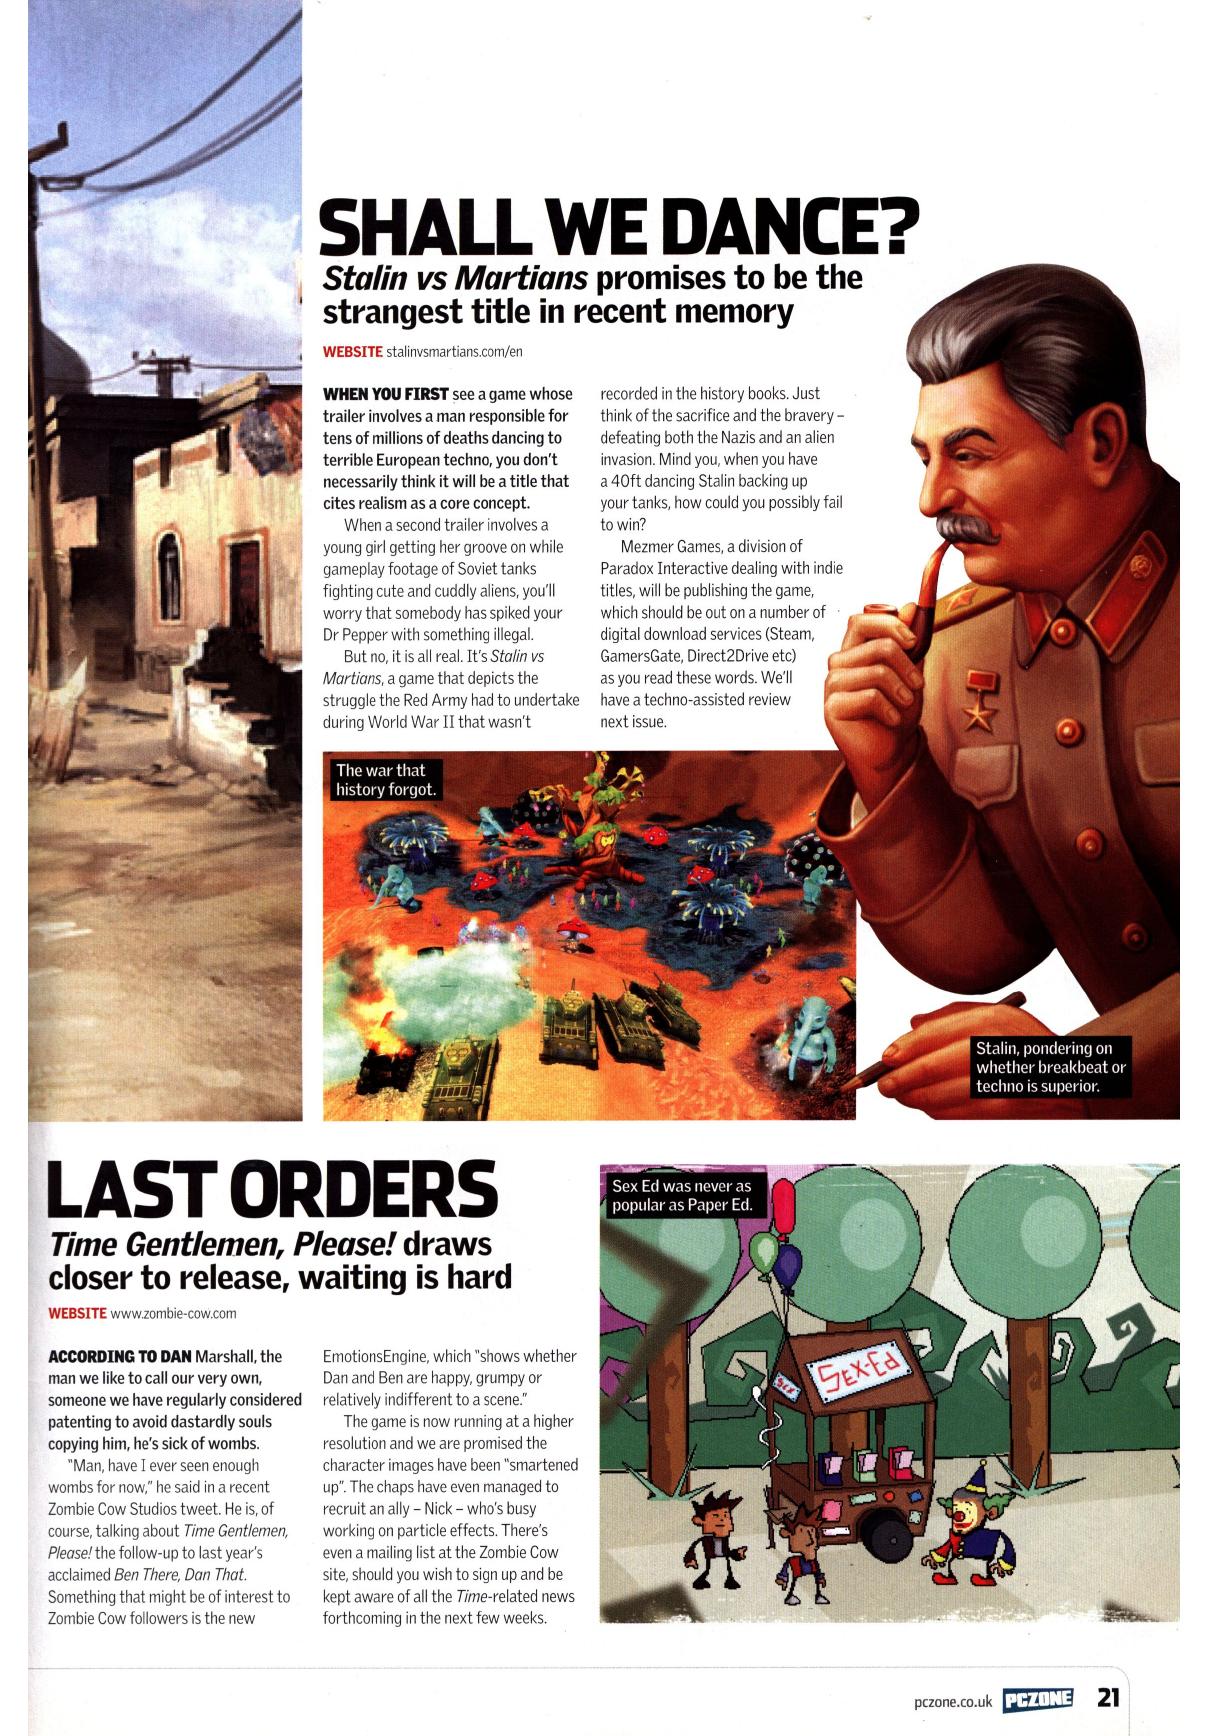 SHALL WE DANCE?
Stalin vs Martians promises to be the
strangest title in recent memory
WEBSITE stalinvsmartians.com/en
WHEN YOU FIRST see a game whose
trailer involves a man responsible for
tens of millions of deaths dancing to
terrible European techno, you don't
necessarily think it will be a title that
cites realism as a core concept.
When a second trailer involves a
young girl getting her groove on while
gameplay footage of Soviet tanks
fighting cute and cuddly aliens, you'll
worry that somebody has spiked your
Dr Pepper with something illegal.
But no, it is all real. It's Stalin vs
Martians, a game that depicts the
struggle the Red Army had to undertake
during World War II that wasn't
recorded in the history books. Just
think of the sacrifice and the bravery –
defeating both the Nazis and an alien
invasion. Mind you, when you have
a 40ft dancing Stalin backing up
your tanks, how could you possibly fail
to win?
Mezmer Games, a division of
Paradox Interactive dealing with indie
titles, will be publishing the game,
which should be out on a number of
digital download services (Steam,
GamersGate, Direct2Drive etc)
as you read these words. We'll
have a techno-assisted review
next issue.
The war that
history forgot.
Stalin, pondering on
whether breakbeat or
techno is superior.
LAST ORDERS
Time Gentlemen, Please! draws
closer to release, waiting is hard
WEBSITE www.zombie-cow.com
ACCORDING TO DAN Marshall, the
man we like to call our very own,
someone we have regularly considered
patenting to avoid dastardly souls
copying him, he's sick of wombs.
"Man, have I ever seen enough
wombs for now," he said in a recent
Zombie Cow Studios tweet. He is, of
course, talking about Time Gentlemen,
Please! the follow-up to last year's
acclaimed Ben There, Dan That.
Something that might be of interest to
Zombie Cow followers is the new
EmotionsEngine, which "shows whether
Dan and Ben are happy, grumpy or
relatively indifferent to a scene."
The game is now running at a higher
resolution and we are promised the
character images have been "smartened
up". The chaps have even managed to
recruit an ally – Nick – who's busy
working on particle effects. There's
even a mailing list at the Zombie Cow
site, should you wish to sign up and be
kept aware of all the Time-related news
forthcoming in the next few weeks.
Sex Ed was never as
popular as Paper Ed.
SEX-ED
SEX
pczone.co.uk PCZONE 21